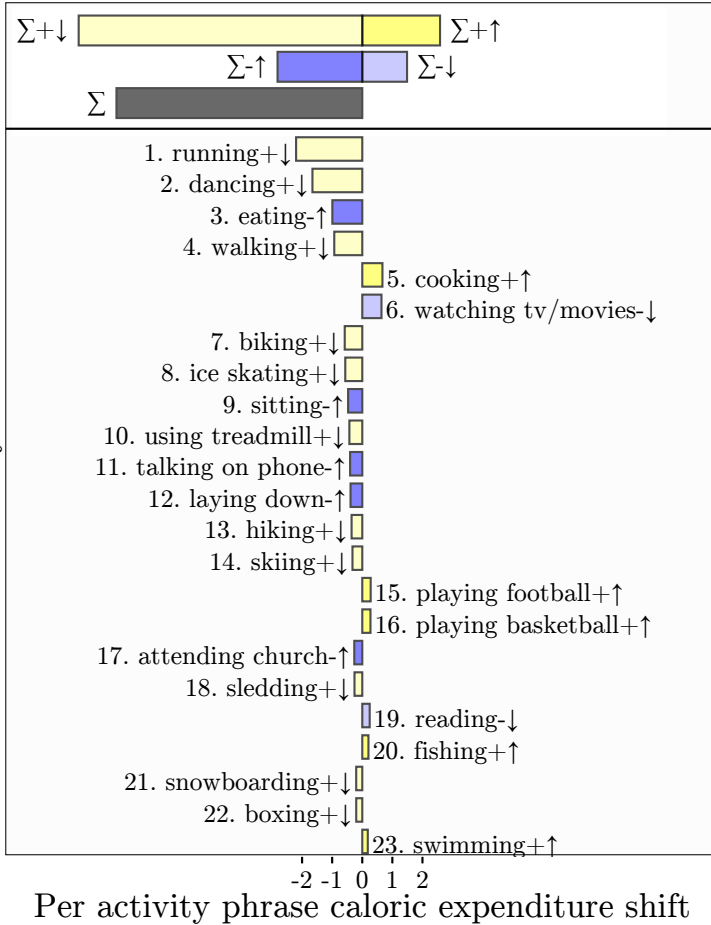 ∑+↓ ∑+↑
∑-↑ ∑-↓
∑
1. running+↓
2. dancing+↓
3. eating-↑
4. walking+↓
5. cooking+↑
6. watching tv/movies-↓
7. biking+↓
8. ice skating+↓
9. sitting-↑
10. using treadmill+↓
11. talking on phone-↑
12. laying down-↑
13. hiking+↓
14. skiing+↓
15. playing football+↑
16. playing basketball+↑
17. attending church-↑
18. sledding+↓
19. reading-↓
20. fishing+↑
21. snowboarding+↓
22. boxing+↓
23. swimming+↑
-2 -1 0 1 2
Per activity phrase caloric expenditure shift